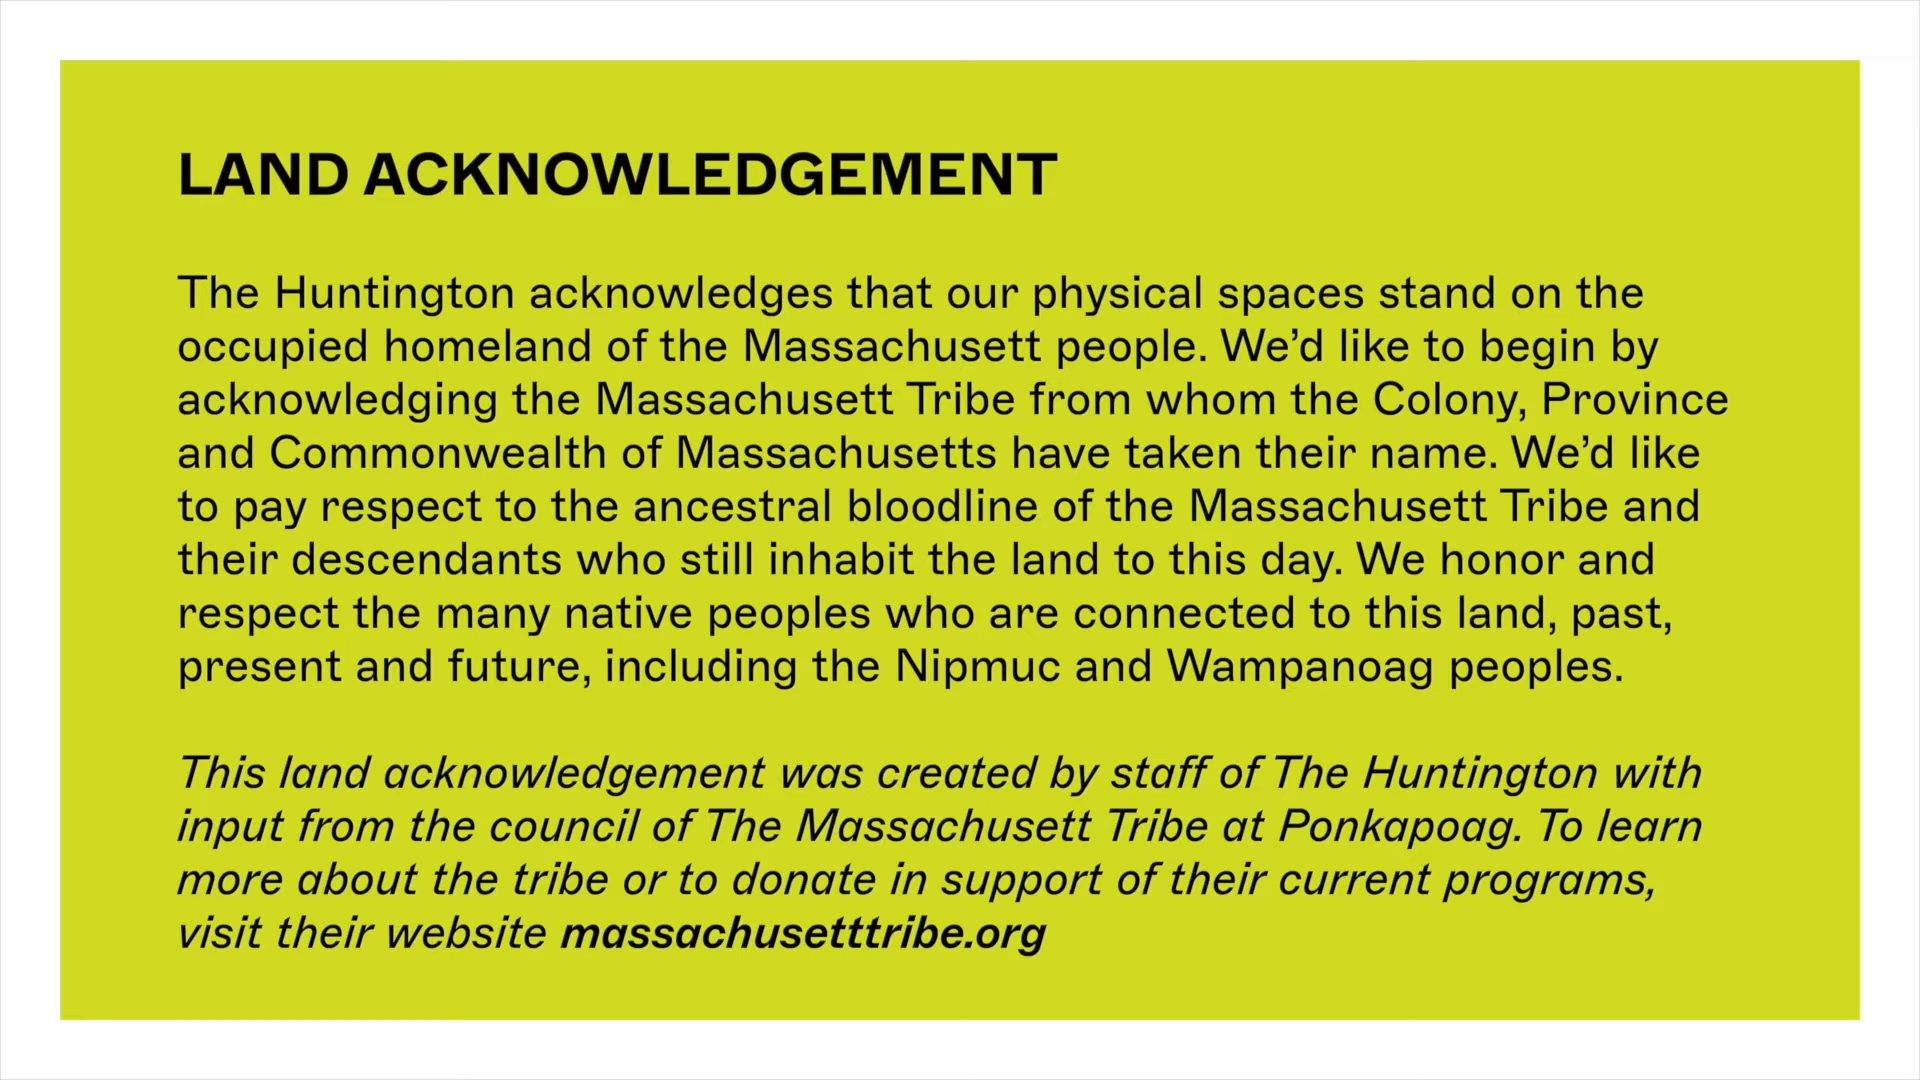 LAND ACKNOWLEDGEMENT
The Huntington acknowledges that our physical spaces stand on the
occupied homeland of the Massachusett people. We’d like to begin by
acknowledging the Massachusett Tribe from whom the Colony, Province
and Commonwealth of Massachusetts have taken their name. We’d like
to pay respect to the ancestral bloodline of the Massachusett Tribe and
their descendants who still inhabit the land to this day. We honor and
respect the many native peoples who are connected to this land, past,
present and future, including the Nipmuc and Wampanoag peoples.
This land acknowledgement was created by staff of The Huntington with
input from the council of The Massachusett Tribe at Ponkapoag. To learn
more about the tribe or to donate in support of their current programs,
visit their website massachusetttribe.org